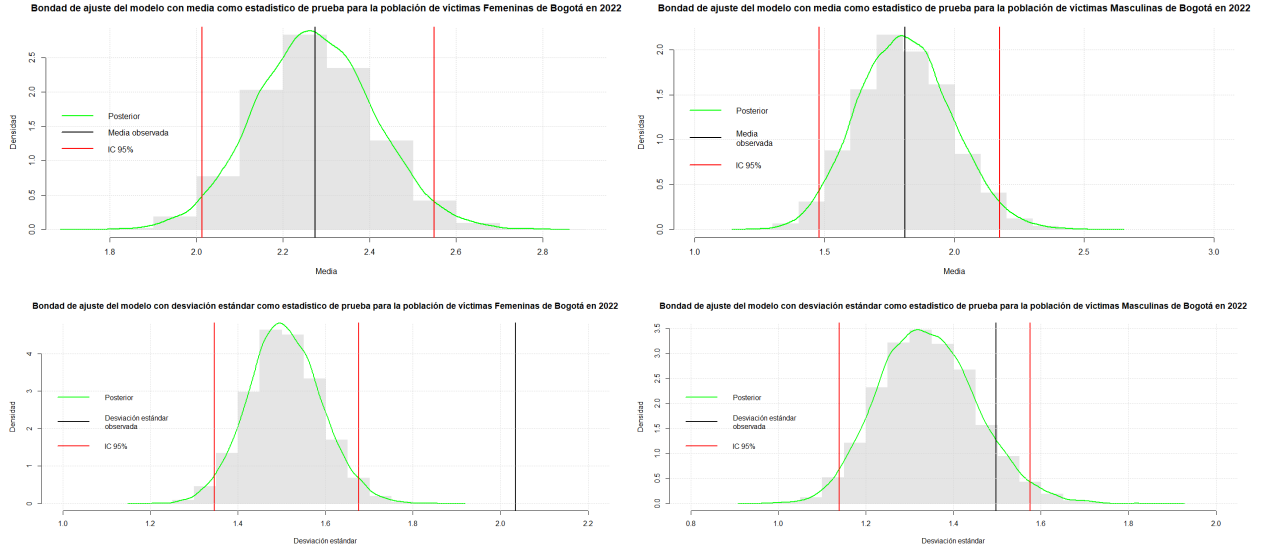 Bondad de ajuste del modelo con media como estadistico de prueba para la población de víctimas Femeninas de Bogotá en 2022
Densidad
0.0 0.5 1.0 1.5 2.0 2.5
Posterior
Media observada
IC 95%
1.8 2.0 2.2 2.4 2.6 2.8
Media
Bondad de ajuste del modelo con media como estadistico de prueba para la población de víctimas Masculinas de Bogotá en 2022
Densidad
0.0 0.5 1.0 1.5 2.0
Posterior
Media
observada
IC 95%
1.0 1.5 2.0 2.5 3.0
Media
Bondad de ajuste del modelo con desviación estándar como estadistico de prueba para la población de víctimas Femeninas de Bogotá en 2022
Densidad
0 1 2 3 4
Posterior
Desviación estándar
observada
IC 95%
1.0 1.2 1.4 1.6 1.8 2.0 2.2
Desviación estándar
Bondad de ajuste del modelo con desviación estándar como estadistico de prueba para la población de víctimas Masculinas de Bogotá en 2022
Densidad
0.0 0.5 1.0 1.5 2.0 2.5 3.0 3.5
Posterior
Desviación estándar
observada
IC 95%
0.8 1.0 1.2 1.4 1.6 1.8 2.0
Desviación estándar